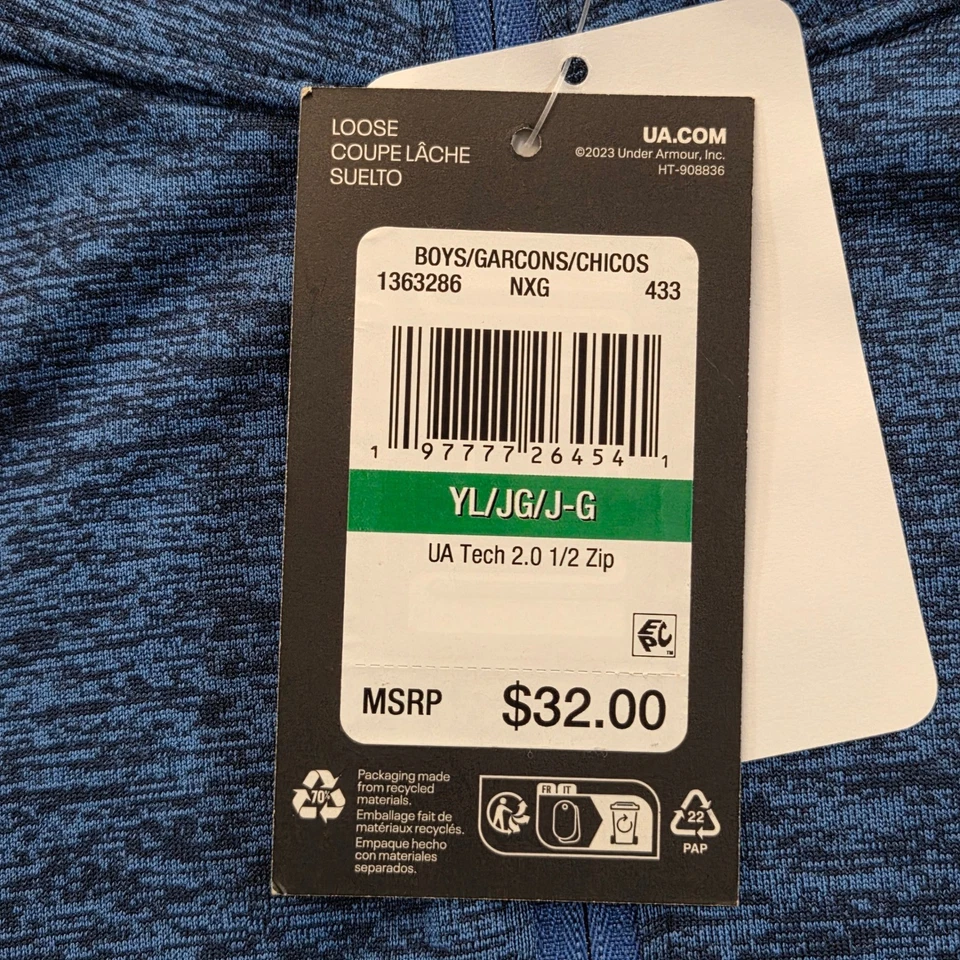 LOOSE
COUPE LÂCHE
SUELTO
UA.COM
©2023 Under Armour, Inc.
HT-908836
BOYS/GARCONS/CHICOS
1363286 NXG 433
1 97777 26454 1
YL/JG/J-G
UA Tech 2.0 1/2 Zip
EPC
TM
MSRP $32.00
70%
Packaging made
from recycled
materials.
Emballage fait de
matériaux recyclés.
Empaque hecho
con materiales
separados.
FR IT
22
PAP